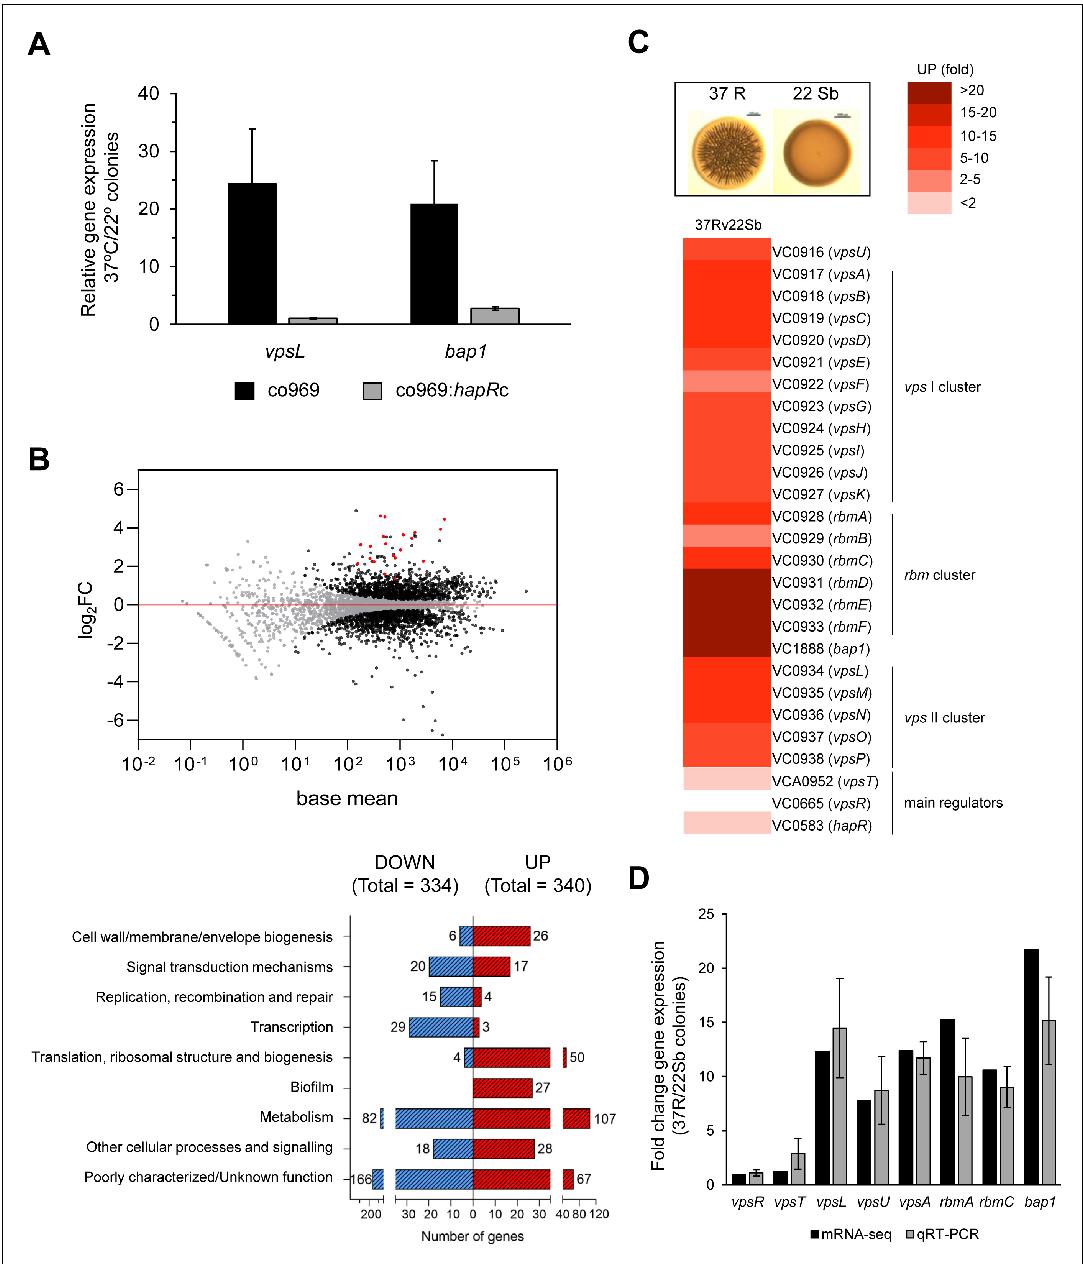 A
Relative gene expression
37ºC/22º colonies
40
30
20
10
0
vpsL
bap1
co969
co969:hapRc
B
log2FC
6
4
2
0
-2
-4
-6
10-2
10-1
100
101
102
103
104
105
106
base mean
DOWN
(Total = 334)
UP
(Total = 340)
Cell wall/membrane/envelope biogenesis
6
26
Signal transduction mechanisms
20
17
Replication, recombination and repair
15
4
Transcription
29
3
Translation, ribosomal structure and biogenesis
4
50
Biofilm
27
Metabolism
82
107
Other cellular processes and signalling
18
28
Poorly characterized/Unknown function
166
67
200
30
20
10
0
10
20
30
40
80
120
Number of genes
C
37 R
22 Sb
UP (fold)
>20
15-20
10-15
5-10
2-5
<2
37Rv22Sb
VC0916 (vpsU)
VC0917 (vpsA)
VC0918 (vpsB)
VC0919 (vpsC)
VC0920 (vpsD)
VC0921 (vpsE)
VC0922 (vpsF)
VC0923 (vpsG)
VC0924 (vpsH)
VC0925 (vpsI)
VC0926 (vpsJ)
VC0927 (vpsK)
VC0928 (rbmA)
VC0929 (rbmB)
VC0930 (rbmC)
VC0931 (rbmD)
VC0932 (rbmE)
VC0933 (rbmF)
VC1888 (bap1)
VC0934 (vpsL)
VC0935 (vpsM)
VC0936 (vpsN)
VC0937 (vpsO)
VC0938 (vpsP)
VCA0952 (vpsT)
VC0665 (vpsR)
VC0583 (hapR)
vps I cluster
rbm cluster
vps II cluster
main regulators
D
Fold change gene expression
(37R/22Sb colonies)
25
20
15
10
5
0
vpsR
vpsT
vpsL
vpsU
vpsA
rbmA
rbmC
bap1
mRNA-seq
qRT-PCR